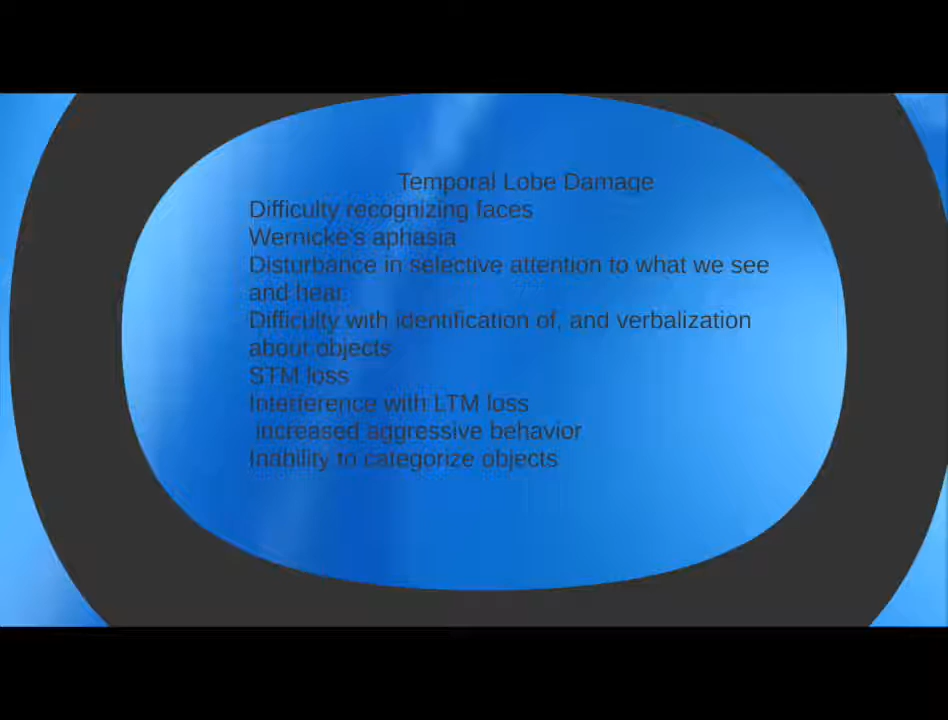 Temporal Lobe Damage
Difficulty recognizing faces
Wernicke's aphasia
Disturbance in selective attention to what we see
and hear
Difficulty with identification of, and verbalization
about objects
STM loss
Interference with LTM loss
increased aggressive behavior
Inability to categorize objects